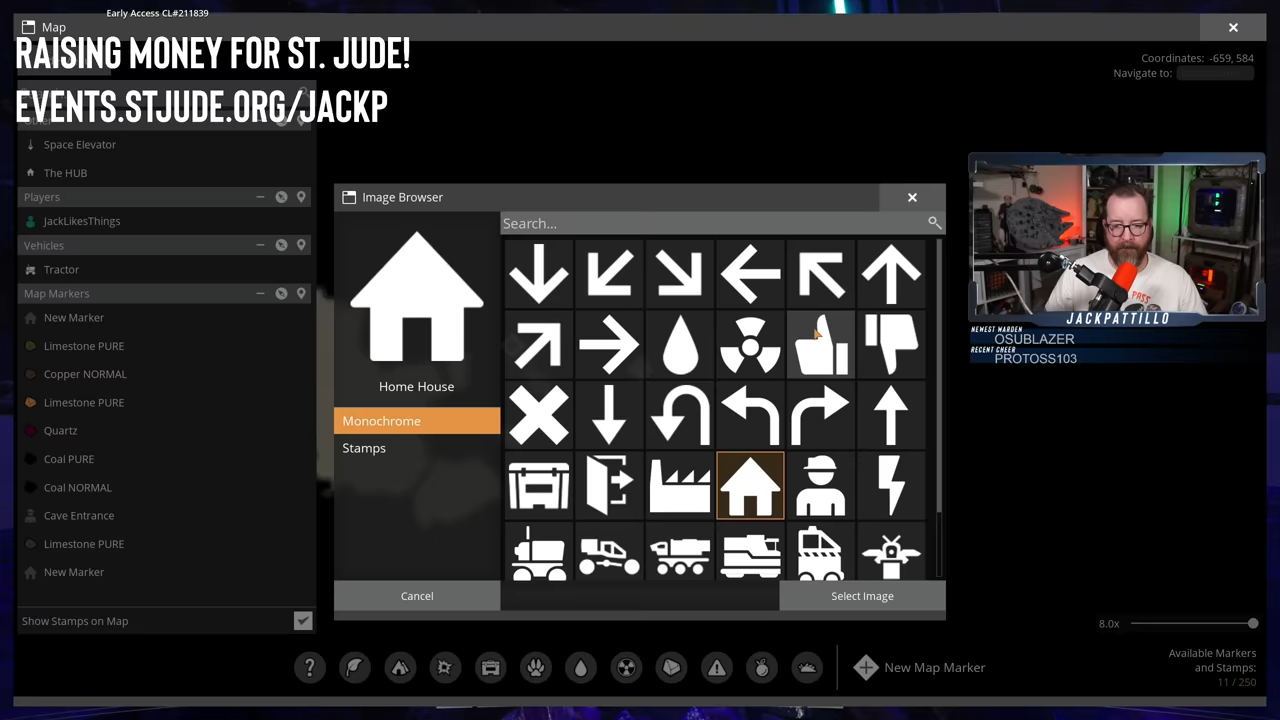 Early Access CL#211839
Map
RAISING MONEY FOR ST. JUDE!
EVENTS.STJUDE.ORG/JACKP
Coordinates: -659, 584
Navigate to:
Space Elevator
The HUB
Players
JackLikesThings
Vehicles
Tractor
Map Markers
New Marker
Limestone PURE
Copper NORMAL
Limestone PURE
Quartz
Coal PURE
Coal NORMAL
Cave Entrance
Limestone PURE
New Marker
Show Stamps on Map
Image Browser
Search...
Home House
Monochrome
Stamps
Cancel
Select Image
JACKPATTILLO
NEWEST WARDEN
OSUBLAZER
RECENT CHEER
PROTOSS103
8.0x
New Map Marker
Available Markers
and Stamps:
11 / 250